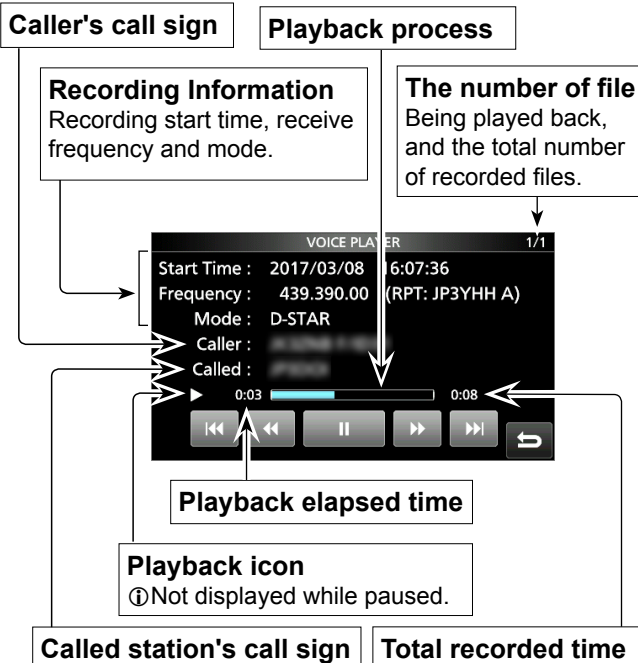 Caller's call sign
Playback process
Recording Information
Recording start time, receive
frequency and mode.
The number of file
Being played back,
and the total number
of recorded files.
VOICE PLAYER 1/1
Start Time : 2017/03/08 16:07:36
Frequency : 439.390.00 (RPT: JP3YHH A)
Mode : D-STAR
Caller :
Called :
0:03 0:08
Playback elapsed time
Playback icon
ⓘNot displayed while paused.
Called station's call sign
Total recorded time